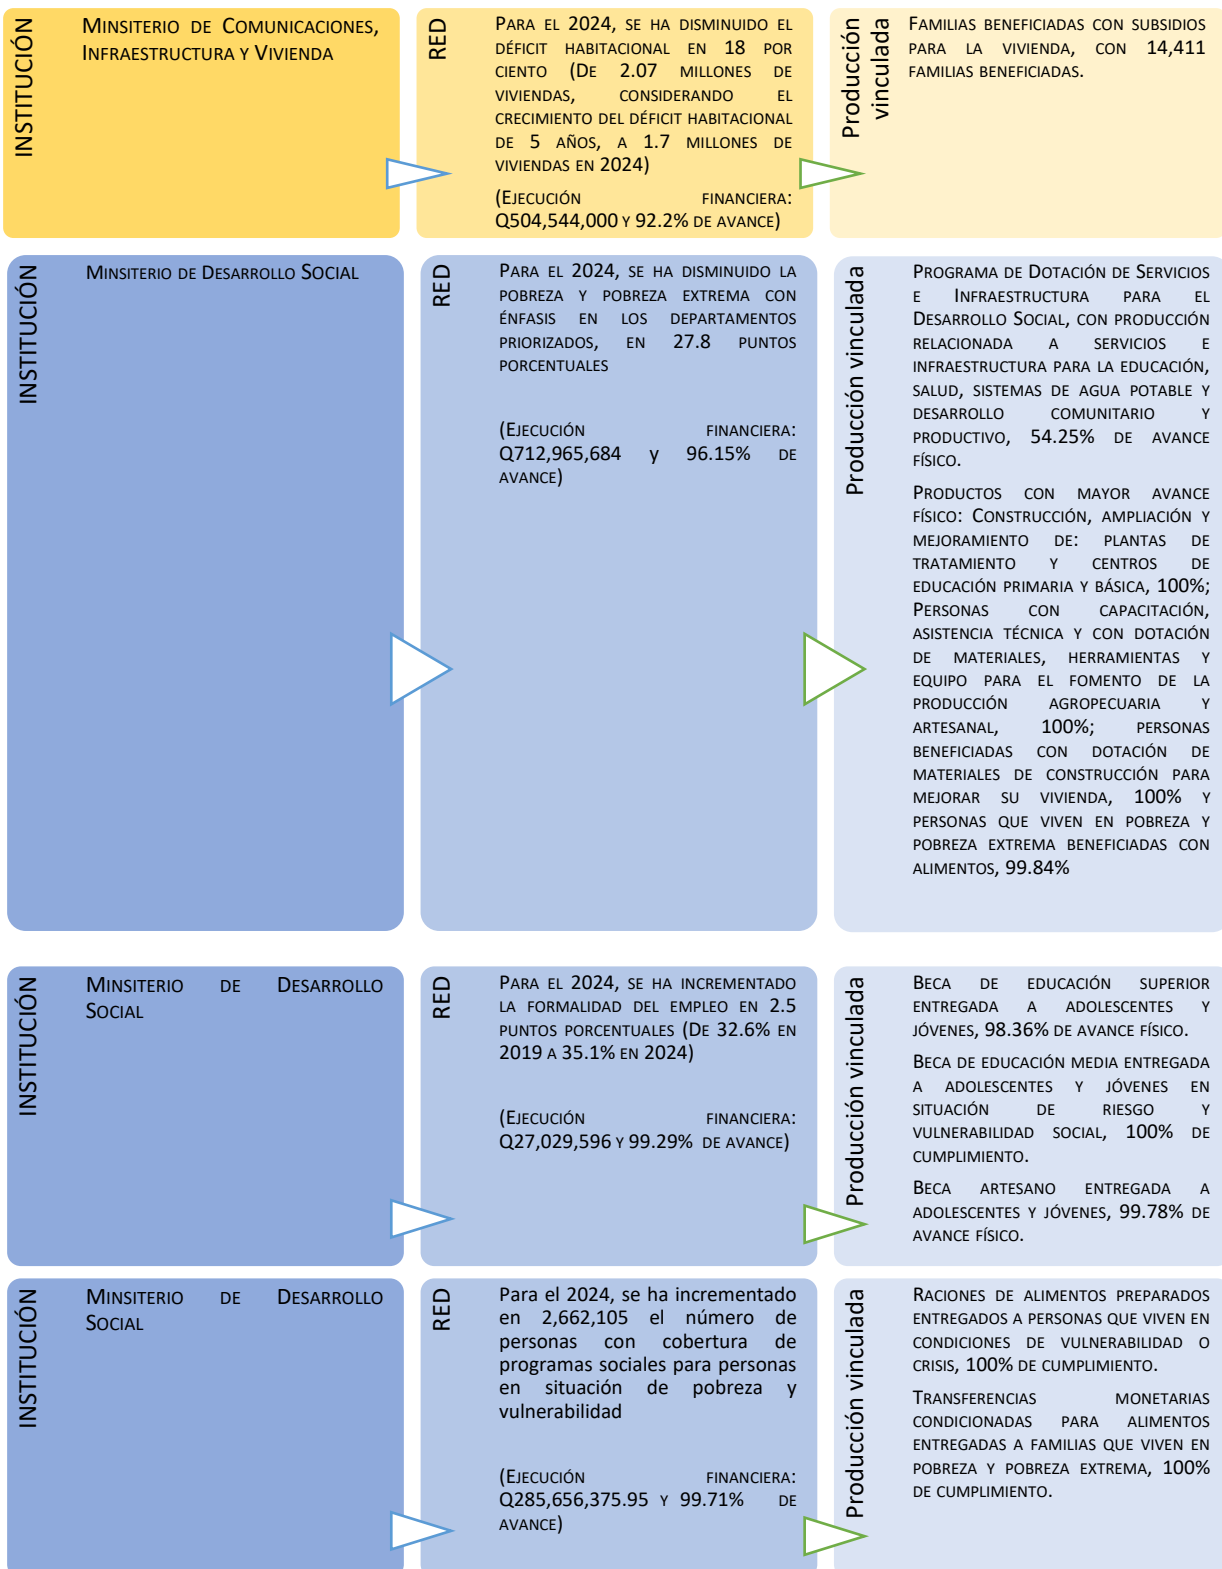 INSTITUCIÓN
Minsiterio de Comunicaciones,
Infraestructura y Vivienda
RED
Para el 2024, se ha disminuido el
déficit habitacional en 18 por
ciento (De 2.07 millones de
viviendas, considerando el
crecimiento del déficit habitacional
de 5 años, a 1.7 millones de
viviendas en 2024)
(Ejecución financiera:
Q504,544,000 y 92.2% de avance)
Producción
vinculada
Familias beneficiadas con subsidios
para la vivienda, con 14,411
familias beneficiadas.
INSTITUCIÓN
Minsiterio de Desarrollo Social
RED
Para el 2024, se ha disminuido la
pobreza y pobreza extrema con
énfasis en los departamentos
priorizados, en 27.8 puntos
porcentuales
(Ejecución financiera:
Q712,965,684 y 96.15% de
avance)
Producción vinculada
Programa de Dotación de Servicios
e Infraestructura para el
Desarrollo Social, con producción
relacionada a servicios e
infraestructura para la educación,
salud, sistemas de agua potable y
desarrollo comunitario y
productivo, 54.25% de avance
físico.
Productos con mayor avance
físico: Construcción, ampliación y
mejoramiento de: plantas de
tratamiento y centros de
educación primaria y básica, 100%;
Personas con capacitación,
asistencia técnica y con dotación
de materiales, herramientas y
equipo para el fomento de la
producción agropecuaria y
artesanal, 100%; personas
beneficiadas con dotación de
materiales de construcción para
mejorar su vivienda, 100% y
personas que viven en pobreza y
pobreza extrema beneficiadas con
alimentos, 99.84%
INSTITUCIÓN
Minsiterio de Desarrollo
Social
RED
Para el 2024, se ha incrementado
la formalidad del empleo en 2.5
puntos porcentuales (De 32.6% en
2019 a 35.1% en 2024)
(Ejecución financiera:
Q27,029,596 y 99.29% de avance)
Producción vinculada
Beca de educación superior
entregada a adolescentes y
jóvenes, 98.36% de avance físico.
Beca de educación media entregada
a adolescentes y jóvenes en
situación de riesgo y
vulnerabilidad social, 100% de
cumplimiento.
Beca artesano entregada a
adolescentes y jóvenes, 99.78% de
avance físico.
INSTITUCIÓN
Minsiterio de Desarrollo
Social
RED
Para el 2024, se ha incrementado
en 2,662,105 el número de
personas con cobertura de
programas sociales para personas
en situación de pobreza y
vulnerabilidad
(Ejecución financiera:
Q285,656,375.95 y 99.71% de
avance)
Producción vinculada
Raciones de alimentos preparados
entregados a personas que viven en
condiciones de vulnerabilidad o
crisis, 100% de cumplimiento.
Transferencias monetarias
condicionadas para alimentos
entregadas a familias que viven en
pobreza y pobreza extrema, 100%
de cumplimiento.